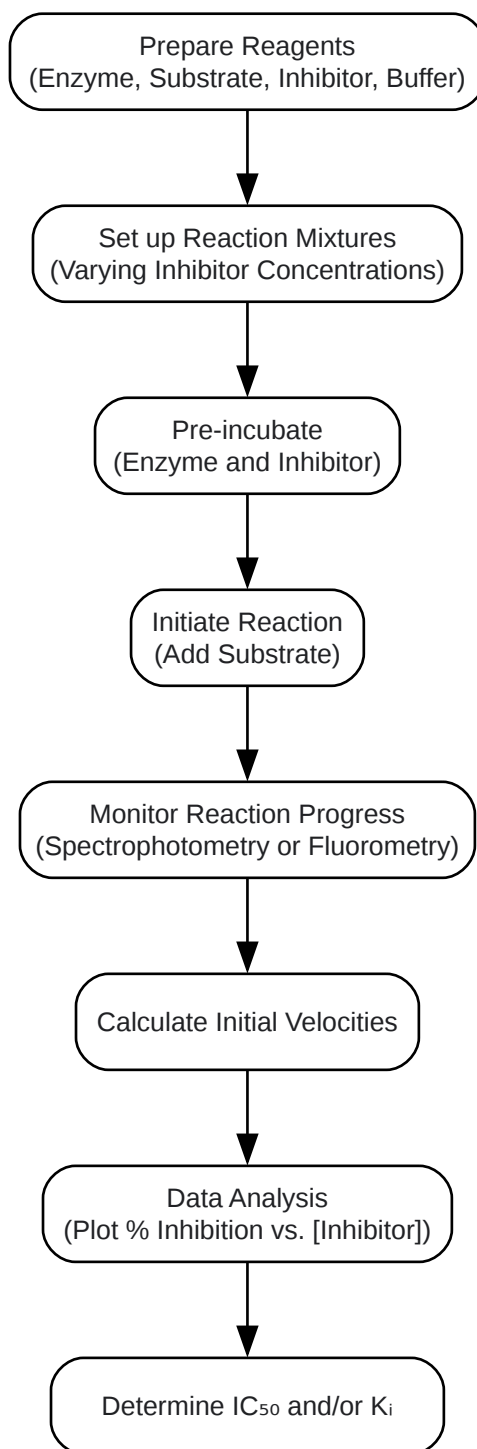 Prepare Reagents
(Enzyme, Substrate, Inhibitor, Buffer)
Set up Reaction Mixtures
(Varying Inhibitor Concentrations)
Pre-incubate
(Enzyme and Inhibitor)
Initiate Reaction
(Add Substrate)
Monitor Reaction Progress
(Spectrophotometry or Fluorometry)
Calculate Initial Velocities
Data Analysis
(Plot % Inhibition vs. [Inhibitor])
Determine IC₅₀ and/or Kᵢ